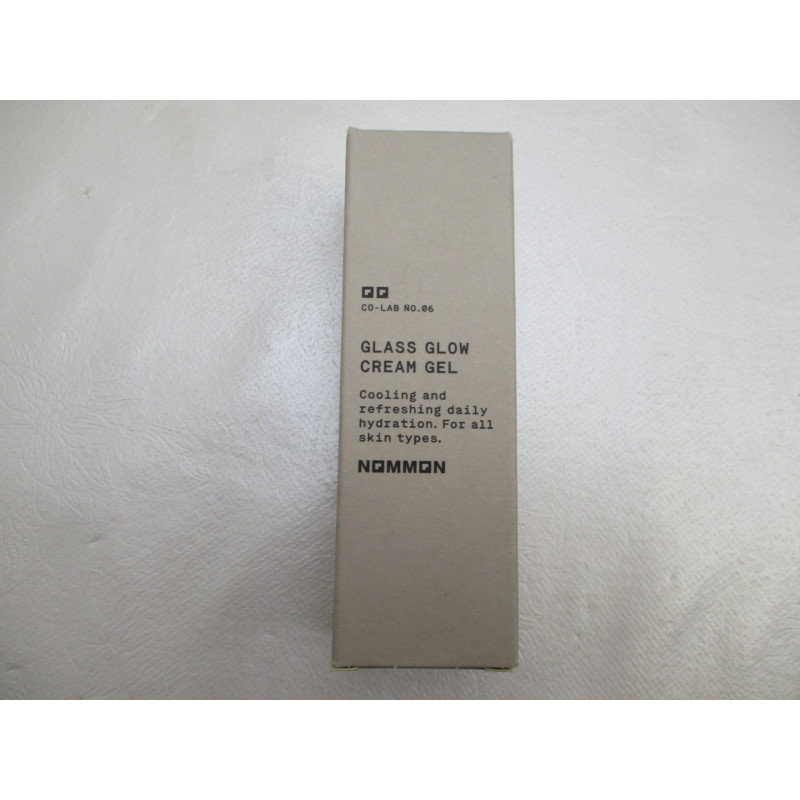 CO-LAB NO.06
GLASS GLOW
CREAM GEL
Cooling and
refreshing daily
hydration. For all
skin types.
NOMMON